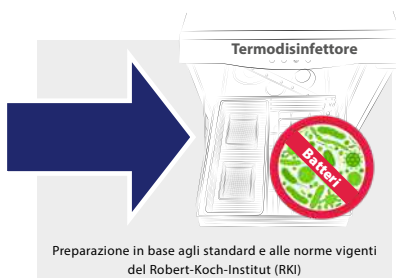 Termodisinfettore
Batteri
Preparazione in base agli standard e alle norme vigenti
del Robert-Koch-Institut (RKI)